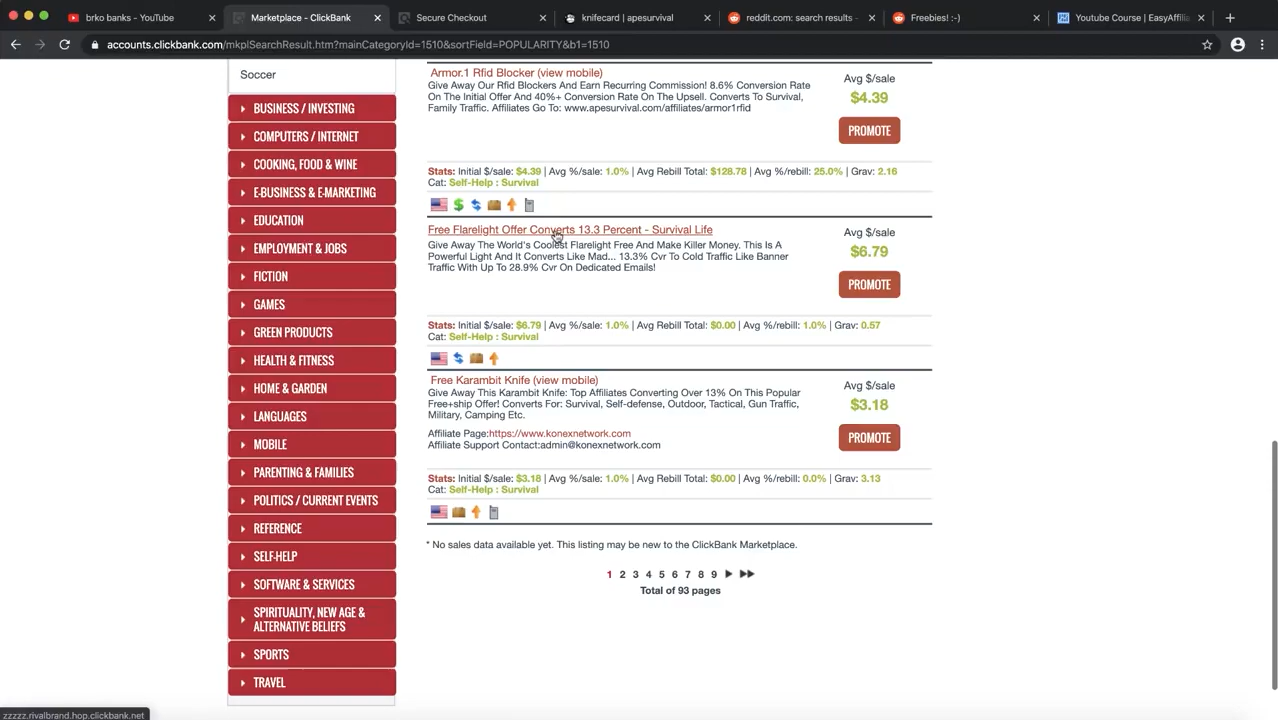 brko banks - YouTube
Marketplace - ClickBank
Secure Checkout
knifecard | apesurvival
reddit.com: search results -
Freebies! :-)
Youtube Course | EasyAffilia
accounts.clickbank.com/mkplSearchResult.htm?mainCategoryId=1510&sortField=POPULARITY&b1=1510
Soccer
BUSINESS / INVESTING
COMPUTERS / INTERNET
COOKING, FOOD & WINE
E-BUSINESS & E-MARKETING
EDUCATION
EMPLOYMENT & JOBS
FICTION
GAMES
GREEN PRODUCTS
HEALTH & FITNESS
HOME & GARDEN
LANGUAGES
MOBILE
PARENTING & FAMILIES
POLITICS / CURRENT EVENTS
REFERENCE
SELF-HELP
SOFTWARE & SERVICES
SPIRITUALITY, NEW AGE &
ALTERNATIVE BELIEFS
SPORTS
TRAVEL
Armor.1 Rfid Blocker (view mobile)
Give Away Our Rfid Blockers And Earn Recurring Commission! 8.6% Conversion Rate
On The Initial Offer And 40%+ Conversion Rate On The Upsell. Converts To Survival,
Family Traffic. Affiliates Go To: www.apesurvival.com/affiliates/armor1rfid
Avg $/sale
$4.39
PROMOTE
Stats: Initial $/sale: $4.39 | Avg %/sale: 1.0% | Avg Rebill Total: $128.78 | Avg %/rebill: 25.0% | Grav: 2.16
Cat: Self-Help : Survival
Free Flarelight Offer Converts 13.3 Percent - Survival Life
Give Away The World's Coolest Flarelight Free And Make Killer Money. This Is A
Powerful Light And It Converts Like Mad... 13.3% Cvr To Cold Traffic Like Banner
Traffic With Up To 28.9% Cvr On Dedicated Emails!
Avg $/sale
$6.79
PROMOTE
Stats: Initial $/sale: $6.79 | Avg %/sale: 1.0% | Avg Rebill Total: $0.00 | Avg %/rebill: 1.0% | Grav: 0.57
Cat: Self-Help : Survival
Free Karambit Knife (view mobile)
Give Away This Karambit Knife: Top Affiliates Converting Over 13% On This Popular
Free+ship Offer! Converts For: Survival, Self-defense, Outdoor, Tactical, Gun Traffic,
Military, Camping Etc.
Affiliate Page:https://www.konexnetwork.com
Affiliate Support Contact:admin@konexnetwork.com
Avg $/sale
$3.18
PROMOTE
Stats: Initial $/sale: $3.18 | Avg %/sale: 1.0% | Avg Rebill Total: $0.00 | Avg %/rebill: 0.0% | Grav: 3.13
Cat: Self-Help : Survival
* No sales data available yet. This listing may be new to the ClickBank Marketplace.
1 2 3 4 5 6 7 8 9
Total of 93 pages
zzzzz.rivalbrand.hop.clickbank.net